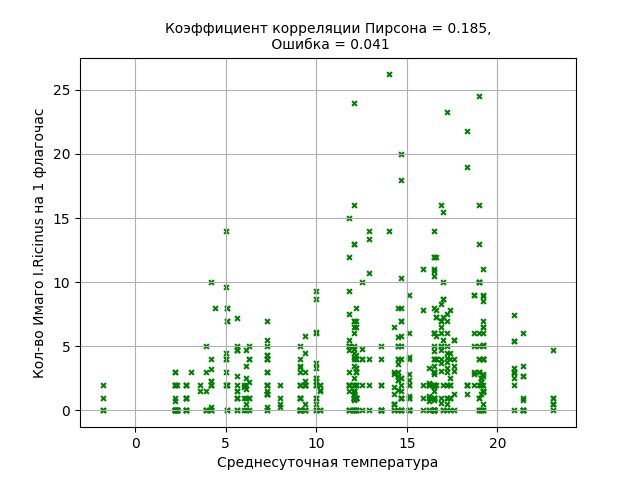 Коэффициент корреляции Пирсона = 0.185,
Ошибка = 0.041
Кол-во Имаго I.Ricinus на 1 флагочас
25
20
15
10
5
0
0 5 10 15 20
Среднесуточная температура